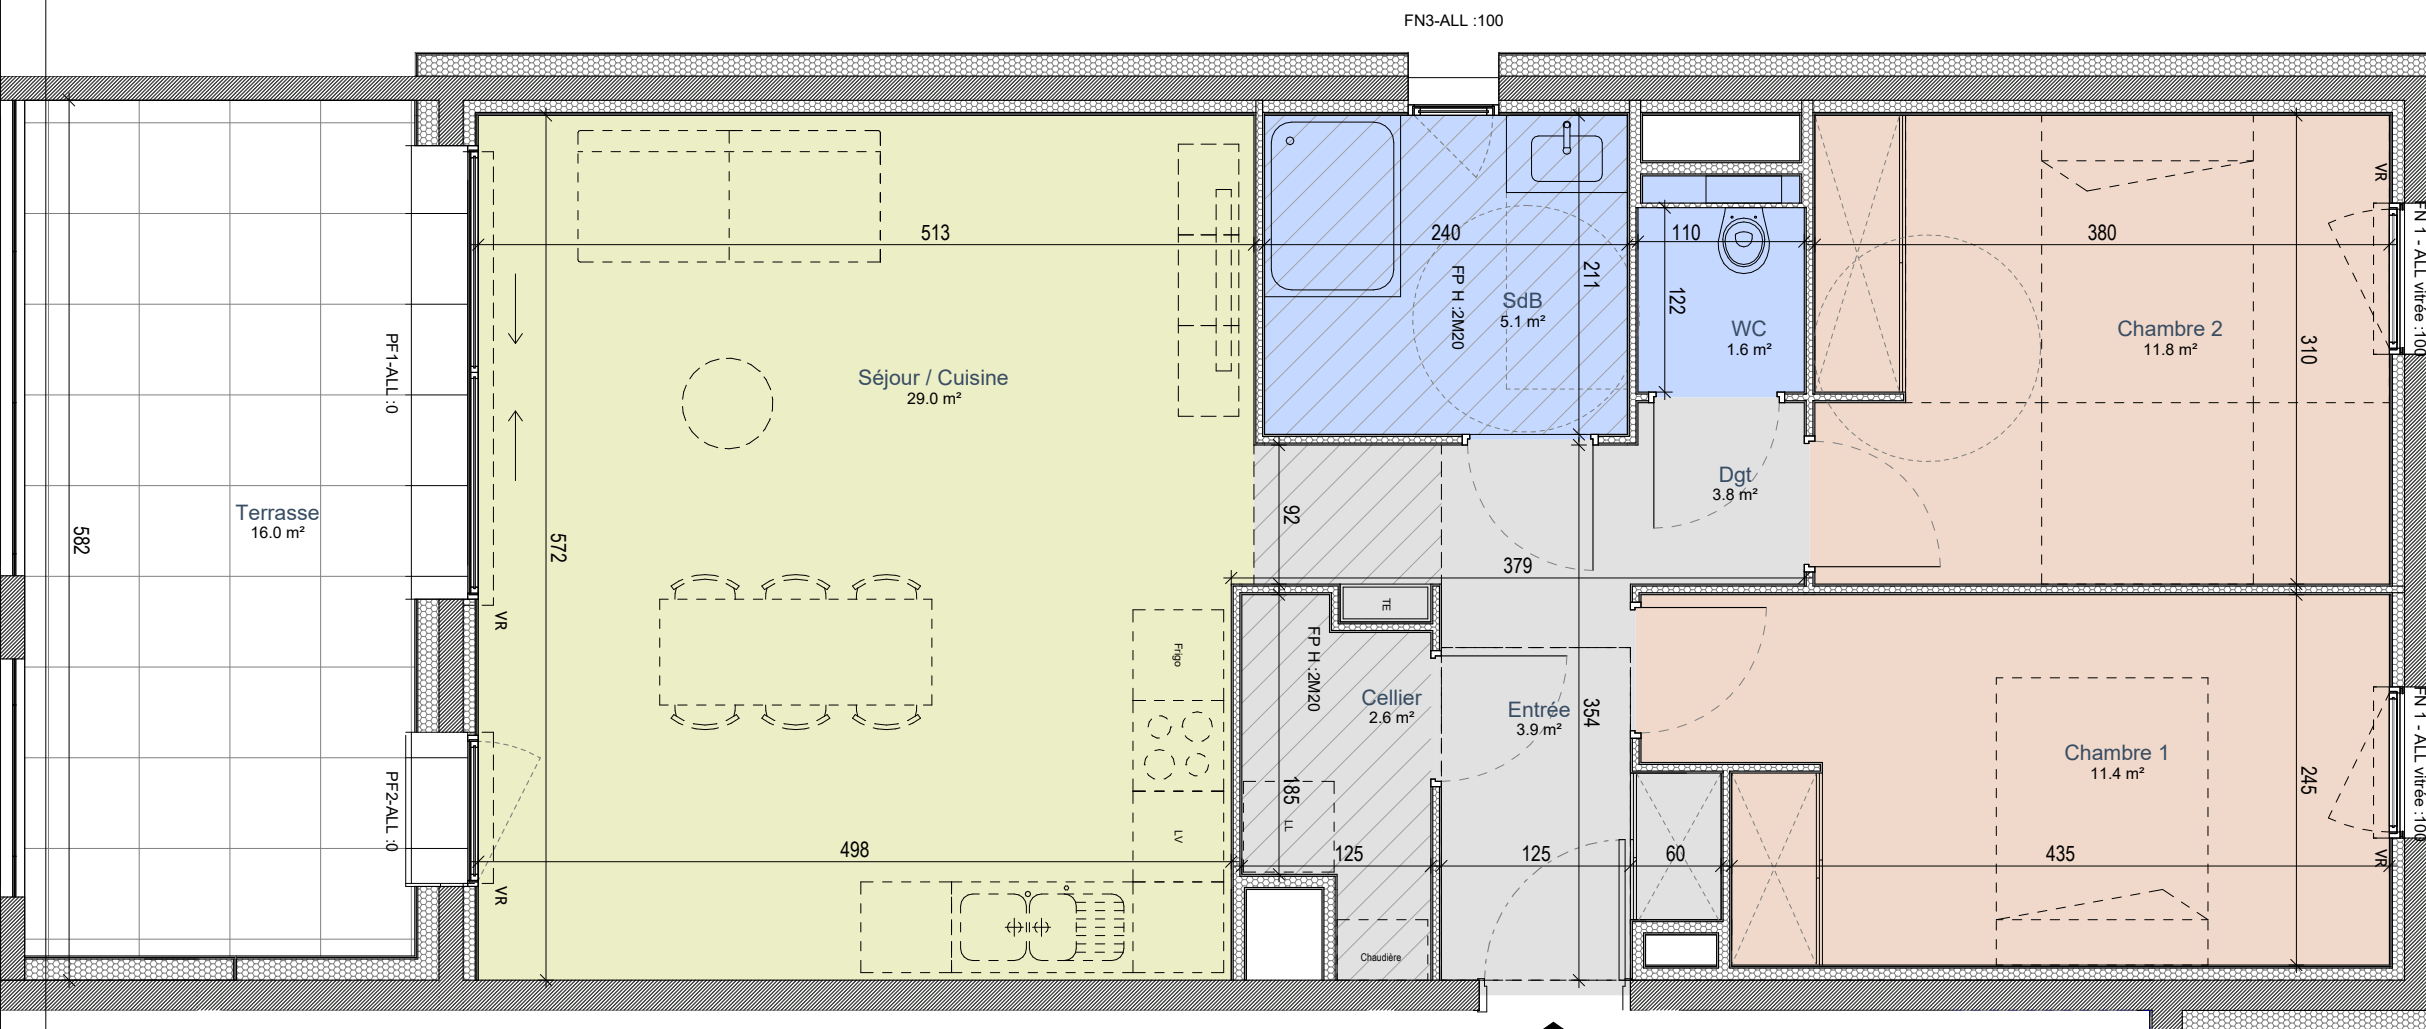 FN3-ALL :100
VR
FN 1 - ALL vitrée :100
513
240
110
380
211
FP H :2M20
SdB
5.1 m²
122
WC
1.6 m²
Chambre 2
11.8 m²
310
PF1-ALL :0
Séjour / Cuisine
29.0 m²
Dgt
3.8 m²
Terrasse
16.0 m²
582
572
92
379
TE
VR
Frigo
FP H :2M20
Cellier
2.6 m²
Entrée
3.9 m²
354
Chambre 1
11.4 m²
245
FN 1 - ALL vitrée :100
PF2-ALL :0
185
LL
LV
498
125
125
60
435
VR
VR
Chaudière